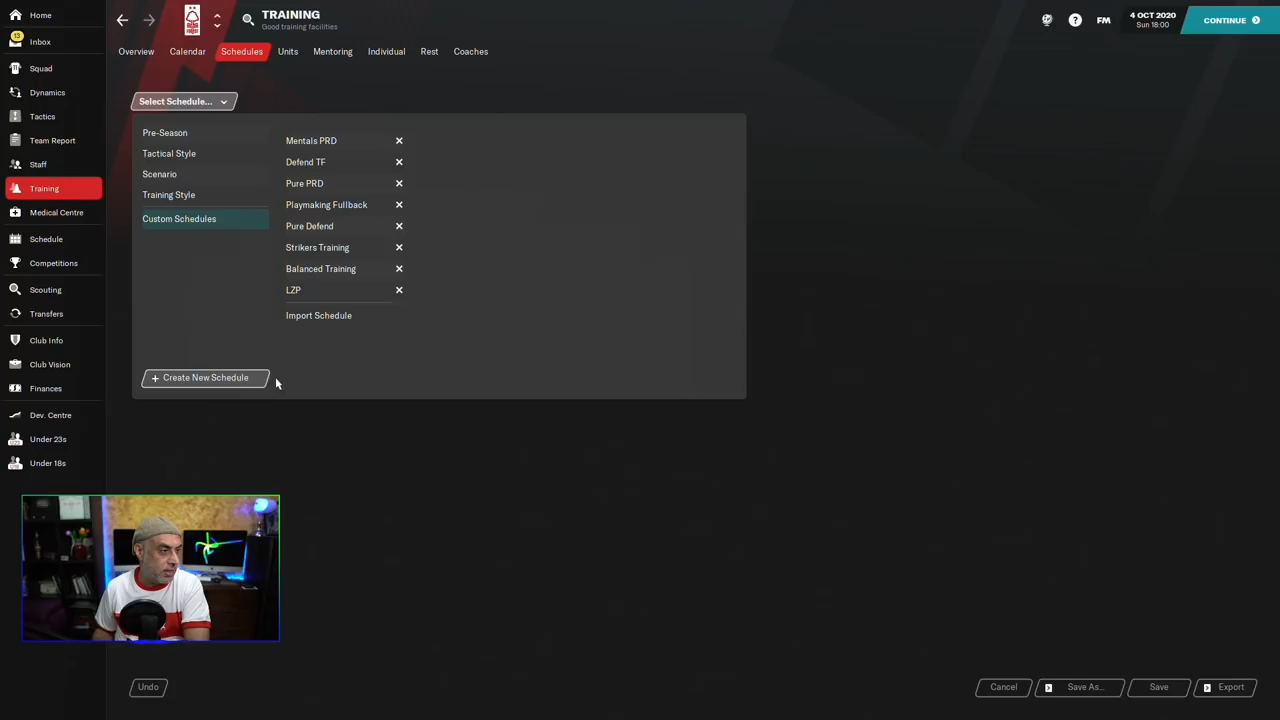 Home
13
Inbox
Squad
Dynamics
Tactics
Team Report
Staff
Training
Medical Centre
Schedule
Competitions
Scouting
Transfers
Club Info
Club Vision
Finances
Dev. Centre
Under 23s
Under 18s
TRAINING
Good training facilities
?
FM
4 OCT 2020
Sun 18:00
CONTINUE
Overview
Calendar
Schedules
Units
Mentoring
Individual
Rest
Coaches
Select Schedule...
Pre-Season
Tactical Style
Scenario
Training Style
Custom Schedules
Mentals PRD
Defend TF
Pure PRD
Playmaking Fullback
Pure Defend
Strikers Training
Balanced Training
LZP
Import Schedule
+ Create New Schedule
Undo
Cancel
Save As...
Save
Export